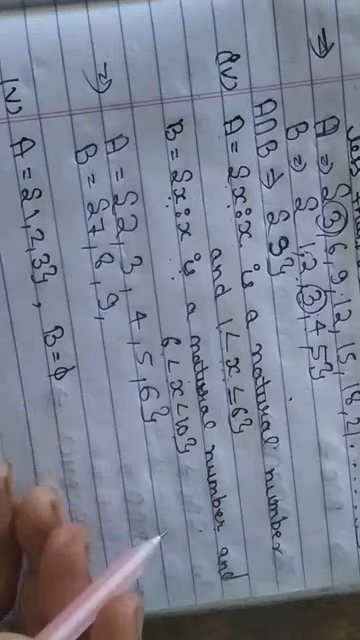 ⇒ A ⇒ {3, 6, 9, 12, 15, 18, 21 ......
B ⇒ { 1, 2, 3, 4, 5}
A∩B ⇒ { 3}
(iv) A = {x : x is a natural number
and 1 < x ≤ 6}
B = {x : x is a natural number and
6 < x < 10}
⇒ A = {2, 3, 4, 5, 6}
B = {7, 8, 9,
(v) A = {1, 2, 3}, B = ϕ